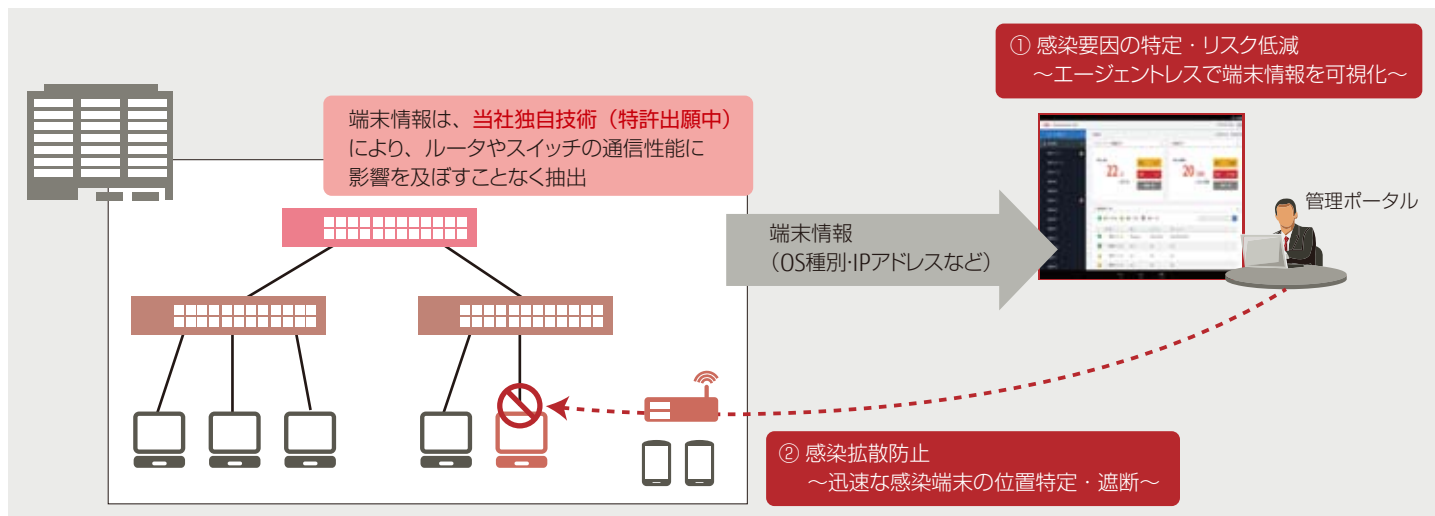 ① 感染要因の特定・リスク低減
～エージェントレスで端末情報を可視化～
端末情報は、当社独自技術（特許出願中）
により、ルータやスイッチの通信性能に
影響を及ぼすことなく抽出
22
20
管理ポータル
端末情報
（OS種別・IPアドレスなど）
② 感染拡散防止
～迅速な感染端末の位置特定・遮断～